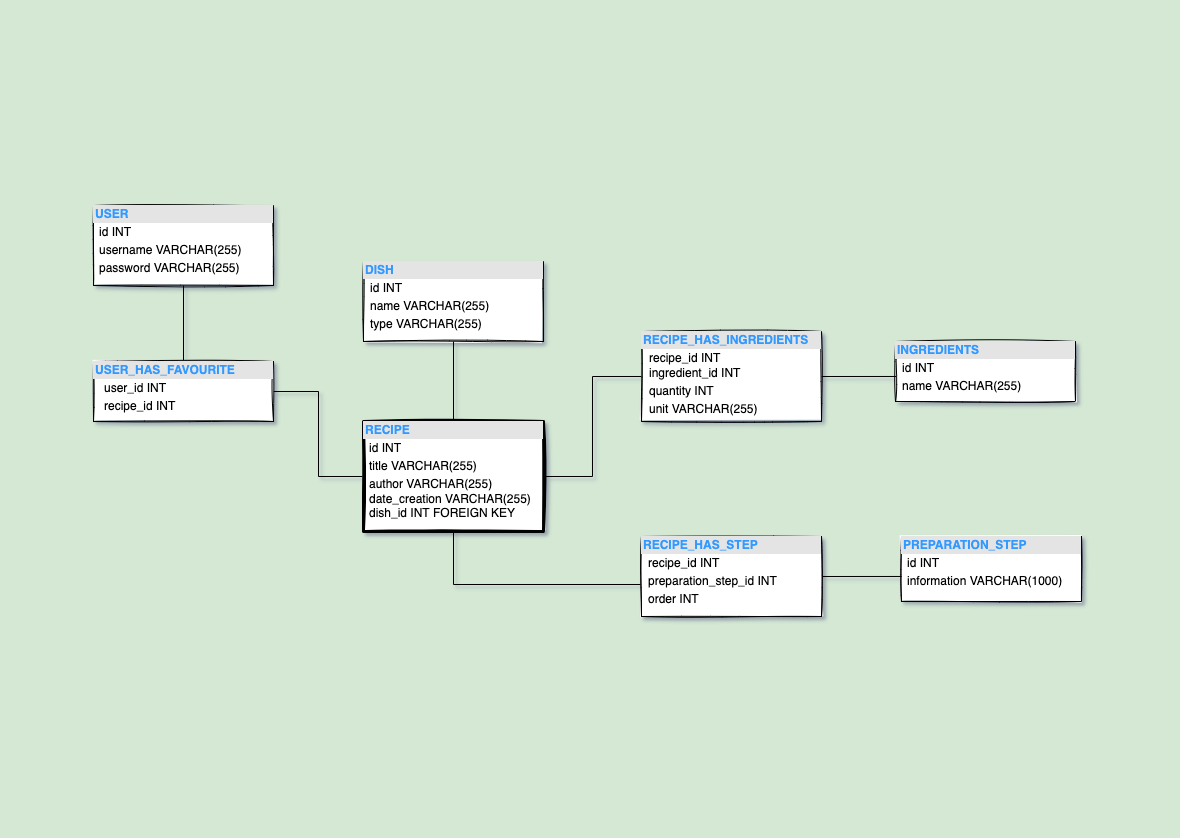 USER
id INT
username VARCHAR(255)
password VARCHAR(255)
USER_HAS_FAVOURITE
user_id INT
recipe_id INT
DISH
id INT
name VARCHAR(255)
type VARCHAR(255)
RECIPE
id INT
title VARCHAR(255)
author VARCHAR(255)
date_creation VARCHAR(255)
dish_id INT FOREIGN KEY
RECIPE_HAS_INGREDIENTS
recipe_id INT
ingredient_id INT
quantity INT
unit VARCHAR(255)
INGREDIENTS
id INT
name VARCHAR(255)
RECIPE_HAS_STEP
recipe_id INT
preparation_step_id INT
order INT
PREPARATION_STEP
id INT
information VARCHAR(1000)